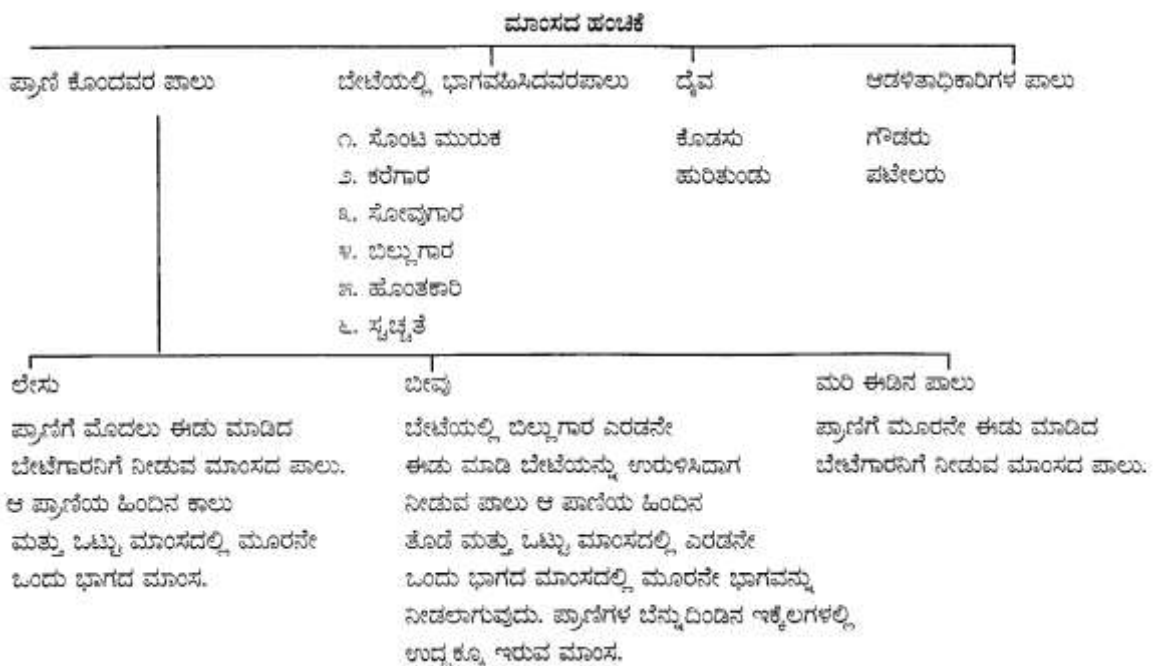 ಮಾಂಸದ ಹಂಚಿಕೆ
ಪ್ರಾಣಿ ಕೊಂದವರ ಪಾಲು
ಬೇಟೆಯಲ್ಲಿ ಭಾಗವಹಿಸಿದವರಪಾಲು
೧. ಸೊಂಟ ಮುರುಕ
೨. ಕರೆಗಾರ
೩. ಸೋವುಗಾರ
೪. ಬಿಲ್ಲುಗಾರ
೫. ಹೊಂತಕಾರಿ
೬. ಸ್ವಚ್ಚತೆ
ದೈವ
ಕೊಡಸು
ಹುರಿತುಂಡು
ಆಡಳಿತಾಧಿಕಾರಿಗಳ ಪಾಲು
ಗೌಡರು
ಪಟೇಲರು
ಲೇಸು
ಪ್ರಾಣಿಗೆ ಮೊದಲು ಈಡು ಮಾಡಿದ
ಬೇಟೆಗಾರನಿಗೆ ನೀಡುವ ಮಾಂಸದ ಪಾಲು.
ಆ ಪ್ರಾಣಿಯ ಹಿಂದಿನ ಕಾಲು
ಮತ್ತು ಒಟ್ಟು ಮಾಂಸದಲ್ಲಿ ಮೂರನೇ
ಒಂದು ಭಾಗದ ಮಾಂಸ.
ಬೀವು
ಬೇಟೆಯಲ್ಲಿ ಬಿಲ್ಲುಗಾರ ಎರಡನೇ
ಈಡು ಮಾಡಿ ಬೇಟೆಯನ್ನು ಉರುಳಿಸಿದಾಗ
ನೀಡುವ ಪಾಲು ಆ ಪಾಣಿಯ ಹಿಂದಿನ
ತೊಡೆ ಮತ್ತು ಒಟ್ಟು ಮಾಂಸದಲ್ಲಿ ಎರಡನೇ
ಒಂದು ಭಾಗದ ಮಾಂಸದಲ್ಲಿ ಮೂರನೇ ಭಾಗವನ್ನು
ನೀಡಲಾಗುವುದು. ಪ್ರಾಣಿಗಳ ಬೆನ್ನುದಿಂಡಿನ ಇಕ್ಕೆಲಗಳಲ್ಲಿ
ಉದ್ದಕ್ಕೂ ಇರುವ ಮಾಂಸ.
ಮರಿ ಈಡಿನ ಪಾಲು
ಪ್ರಾಣಿಗೆ ಮೂರನೇ ಈಡು ಮಾಡಿದ
ಬೇಟೆಗಾರನಿಗೆ ನೀಡುವ ಮಾಂಸದ ಪಾಲು.